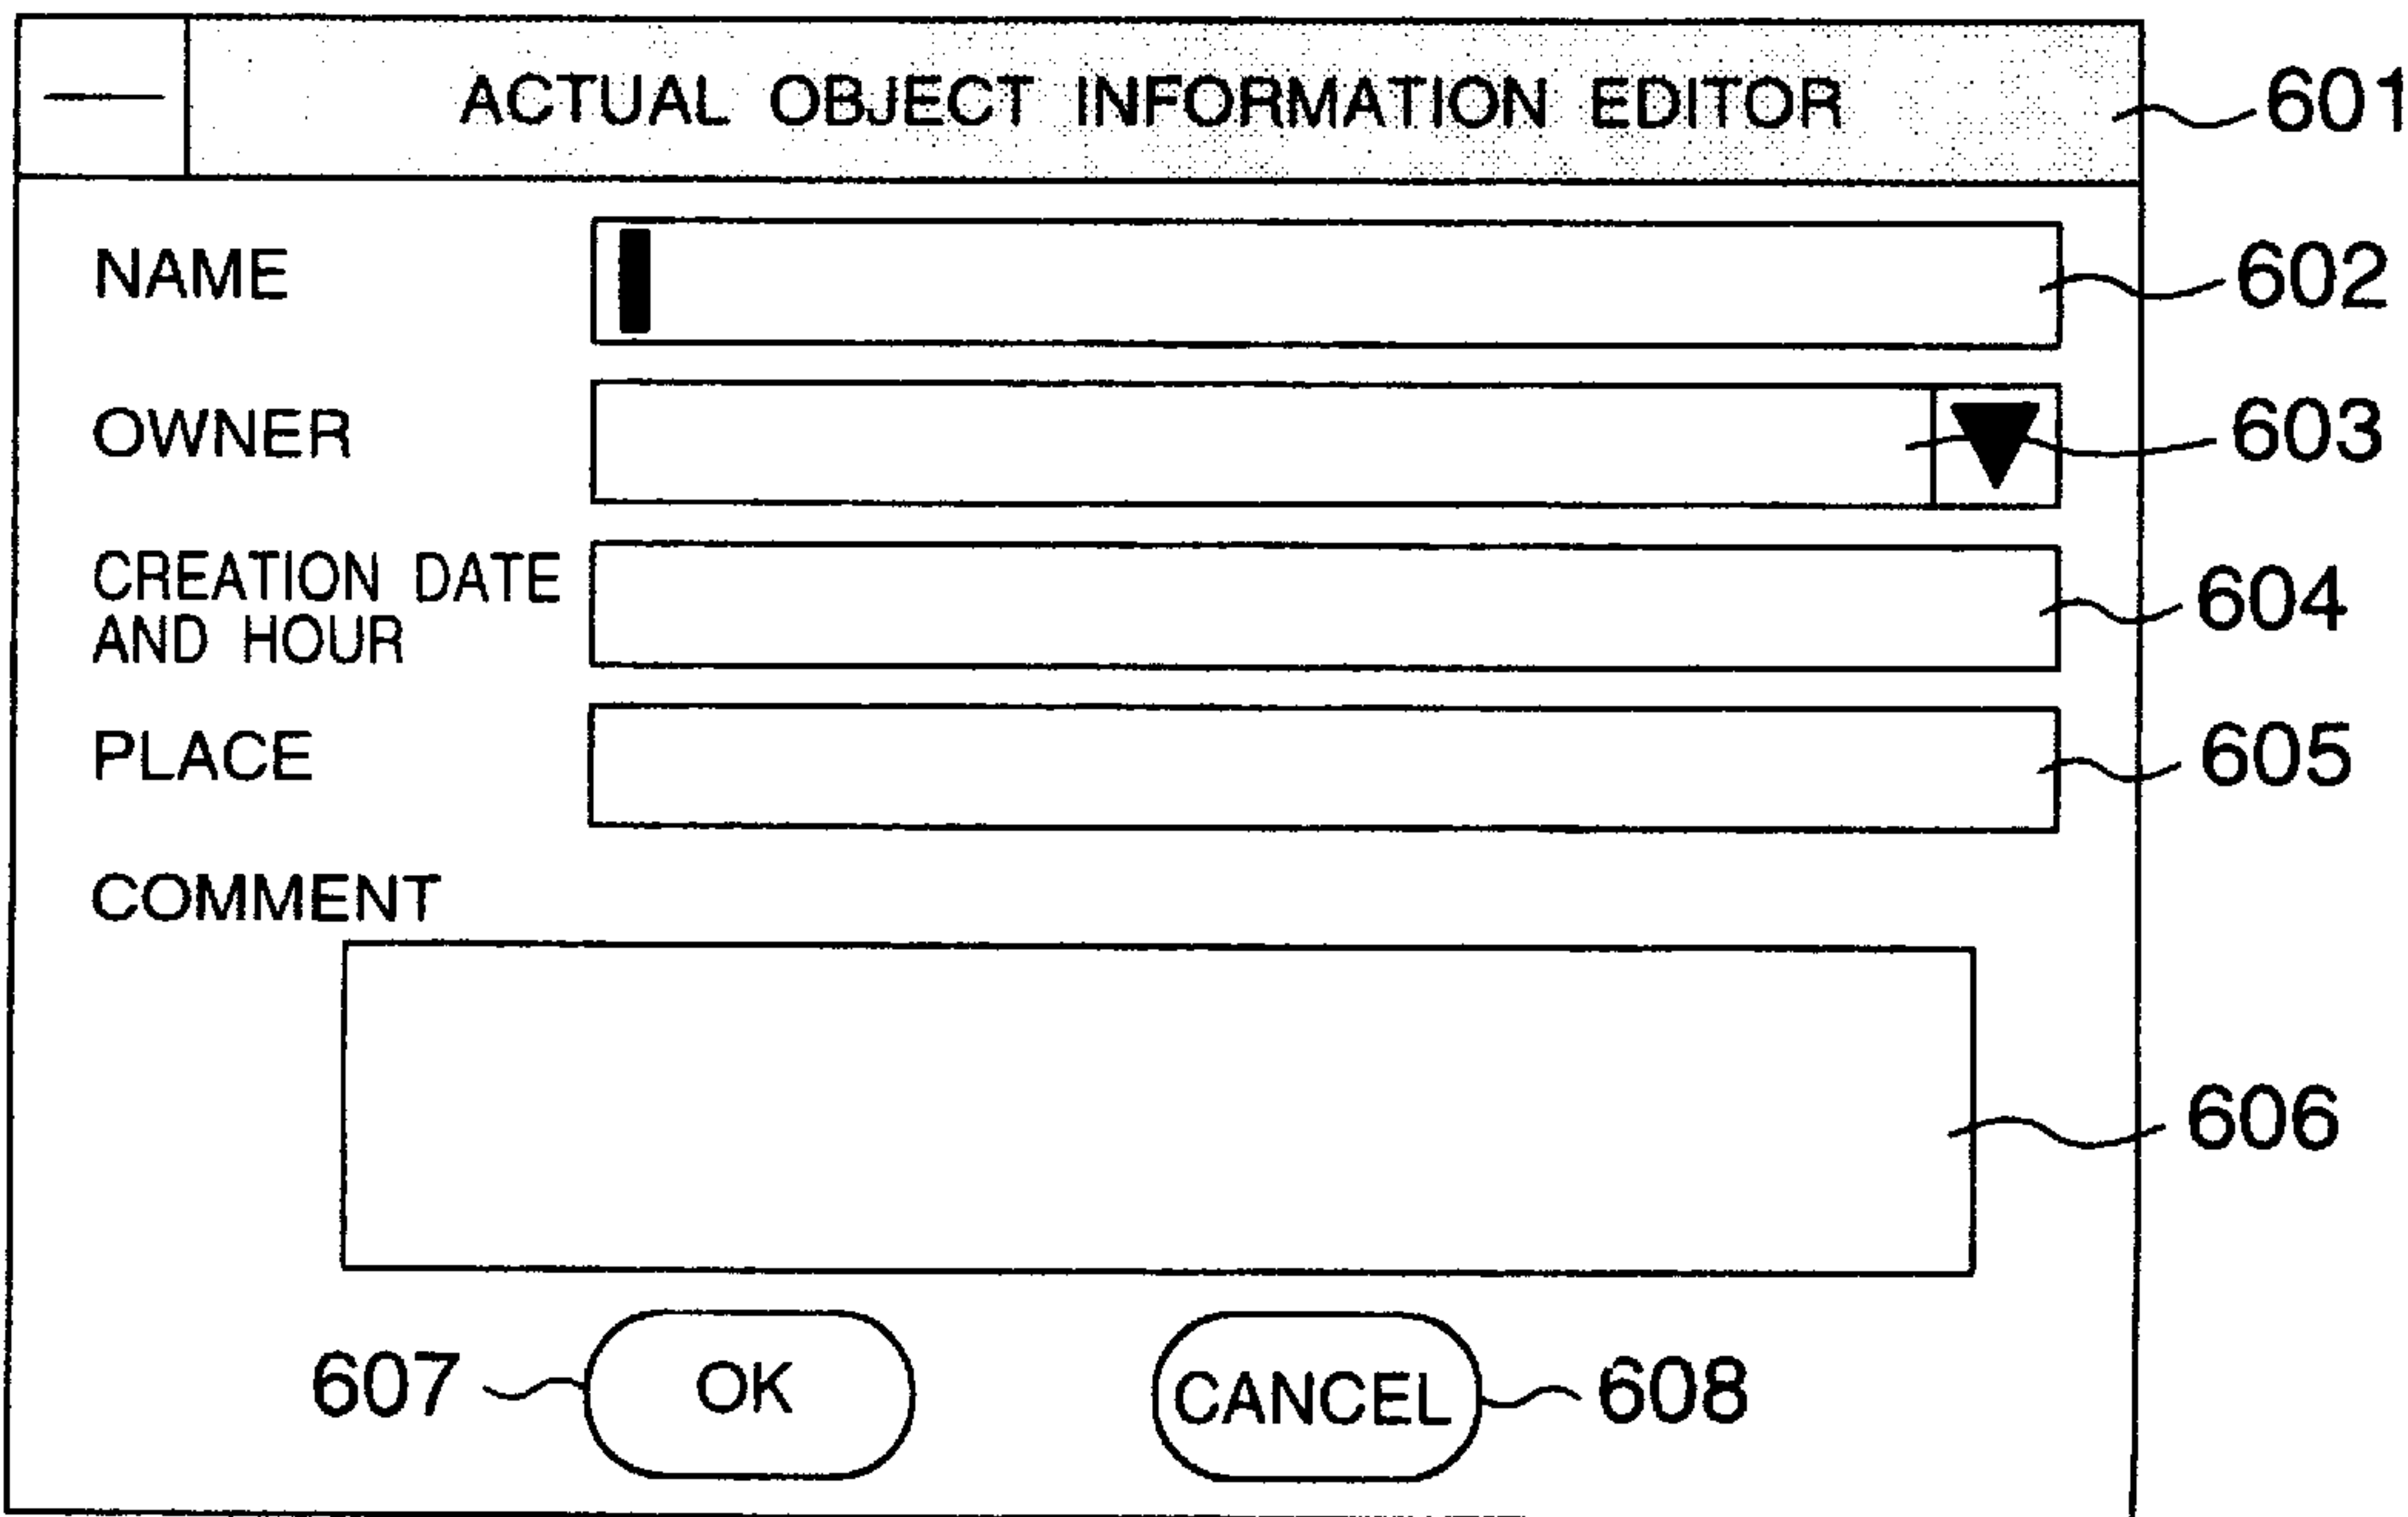 ACTUAL OBJECT INFORMATION EDITOR 601
NAME 602
OWNER 603
CREATION DATE
AND HOUR 604
PLACE 605
COMMENT
606
607 OK CANCEL 608